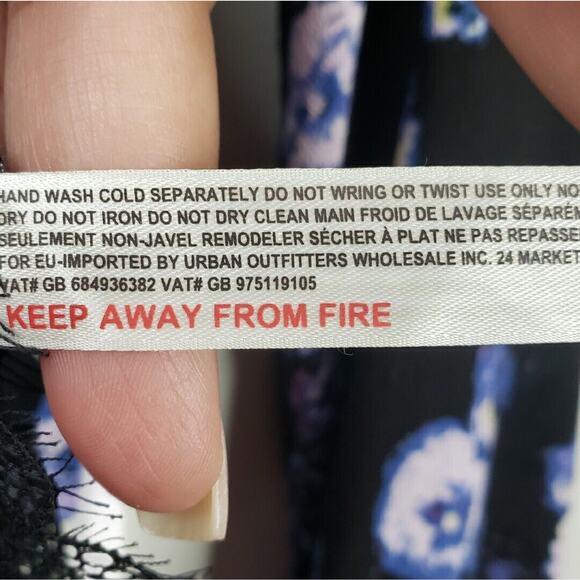 HAND WASH COLD SEPARATELY DO NOT WRING OR TWIST USE ONLY NO
DRY DO NOT IRON DO NOT DRY CLEAN MAIN FROID DE LAVAGE SÉPARÉ
SEULEMENT NON-JAVEL REMODELER SÉCHER À PLAT NE PAS REPASSE
FOR EU-IMPORTED BY URBAN OUTFITTERS WHOLESALE INC. 24 MARKET
VAT# GB 684936382 VAT# GB 975119105
KEEP AWAY FROM FIRE